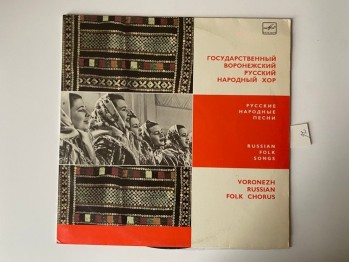 ГОСУДАРСТВЕННЫЙ
ВОРОНЕЖСКИЙ
РУССКИЙ
НАРОДНЫЙ ХОР
РУССКИЕ
НАРОДНЫЕ
ПЕСНИ
RUSSIAN
FOLK
SONGS
VORONEZH
RUSSIAN
FOLK CHORUS